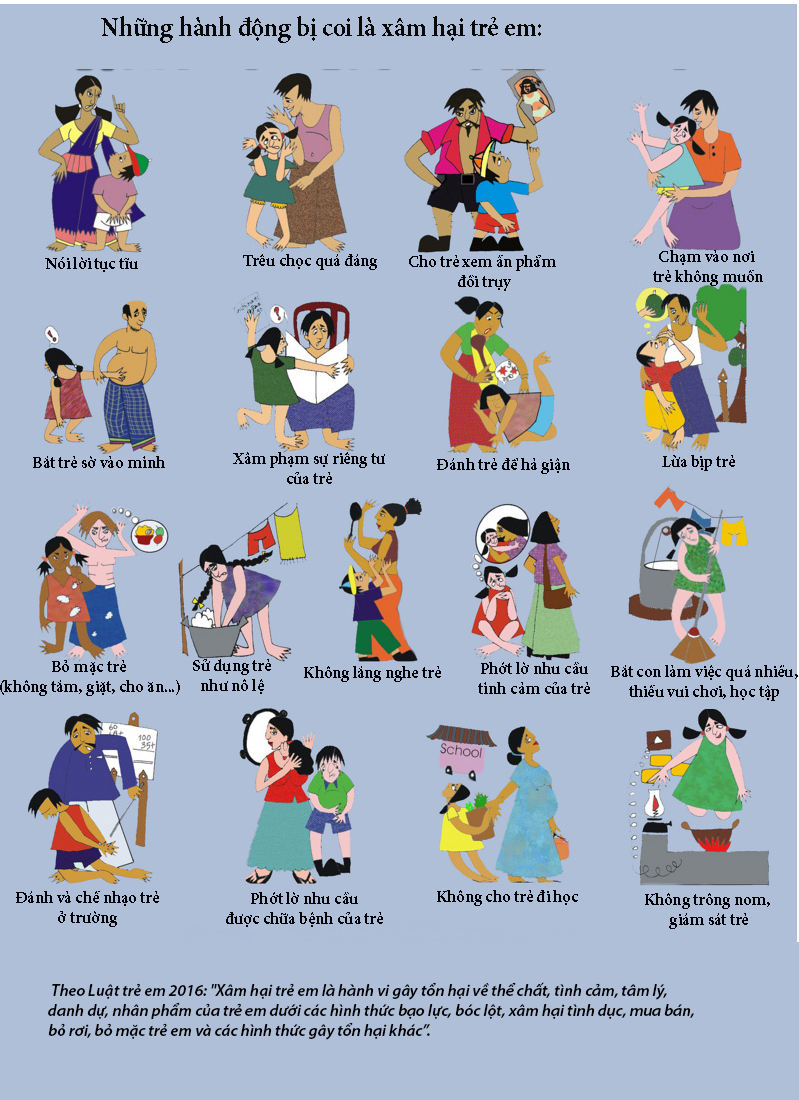 Những hành động bị coi là xâm hại trẻ em:
Nói lời tục tĩu
Trêu chọc quá đáng
Cho trẻ xem ấn phẩm
đồi trụy
Chạm vào nơi
trẻ không muốn
Bắt trẻ sờ vào mình
Xâm phạm sự riêng tư
của trẻ
Đánh trẻ để hả giận
Lừa bịp trẻ
Bỏ mặc trẻ
(không tắm, giặt, cho ăn...)
Sử dụng trẻ
như nô lệ
Không lắng nghe trẻ
Phớt lờ nhu cầu
tình cảm của trẻ
Bắt con làm việc quá nhiều,
thiếu vui chơi, học tập
60
100
35+
School
Đánh và chế nhạo trẻ
ở trường
Phớt lờ nhu cầu
được chữa bệnh của trẻ
Không cho trẻ đi học
Không trông nom,
giám sát trẻ
Theo Luật trẻ em 2016: "Xâm hại trẻ em là hành vi gây tổn hại về thể chất, tình cảm, tâm lý,
danh dự, nhân phẩm của trẻ em dưới các hình thức bạo lực, bóc lột, xâm hại tình dục, mua bán,
bỏ rơi, bỏ mặc trẻ em và các hình thức gây tổn hại khác”.